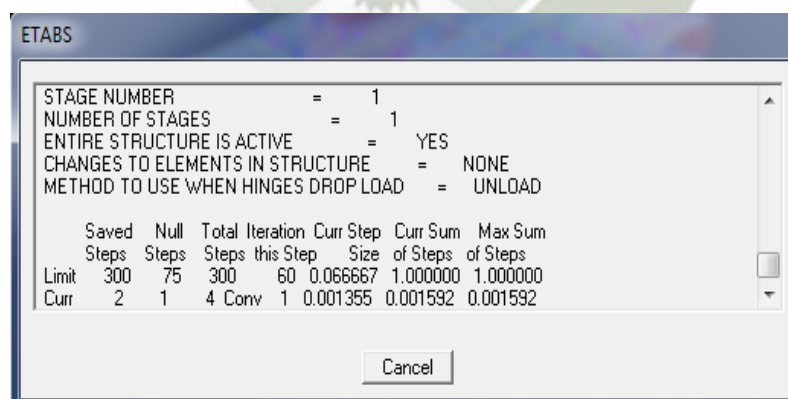 ETABS
STAGE NUMBER = 1
NUMBER OF STAGES = 1
ENTIRE STRUCTURE IS ACTIVE = YES
CHANGES TO ELEMENTS IN STRUCTURE = NONE
METHOD TO USE WHEN HINGES DROP LOAD = UNLOAD
Saved Null Total Iteration Curr Step Curr Sum Max Sum
Steps Steps Steps this Step Size of Steps of Steps
Limit 300 75 300 60 0.066667 1.000000 1.000000
Curr 2 1 4 Conv 1 0.001355 0.001592 0.001592
Cancel